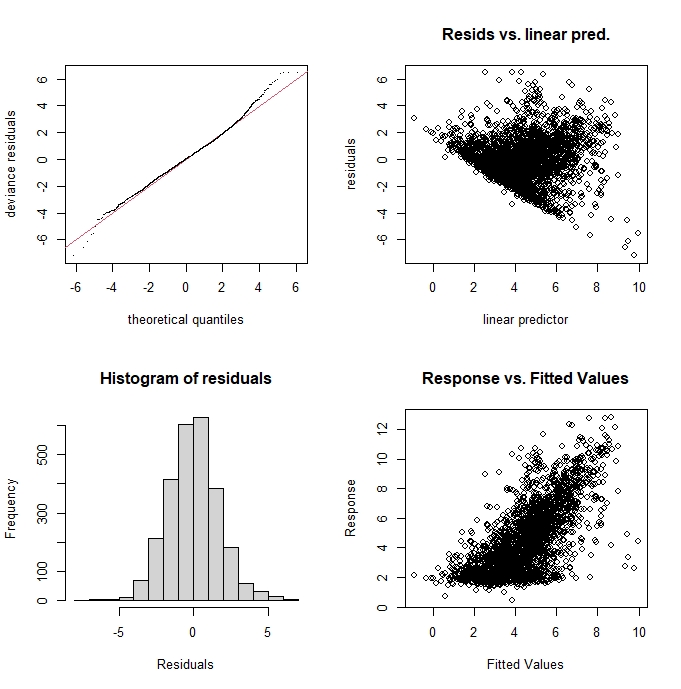 deviance residuals
6
4
2
0
-2
-4
-6
-6 -4 -2 0 2 4 6
theoretical quantiles
Resids vs. linear pred.
residuals
6
4
2
0
-2
-4
-6
0 2 4 6 8 10
linear predictor
Histogram of residuals
Frequency
500
300
100
0
-5 0 5
Residuals
Response vs. Fitted Values
Response
12
10
8
6
4
2
0
0 2 4 6 8 10
Fitted Values